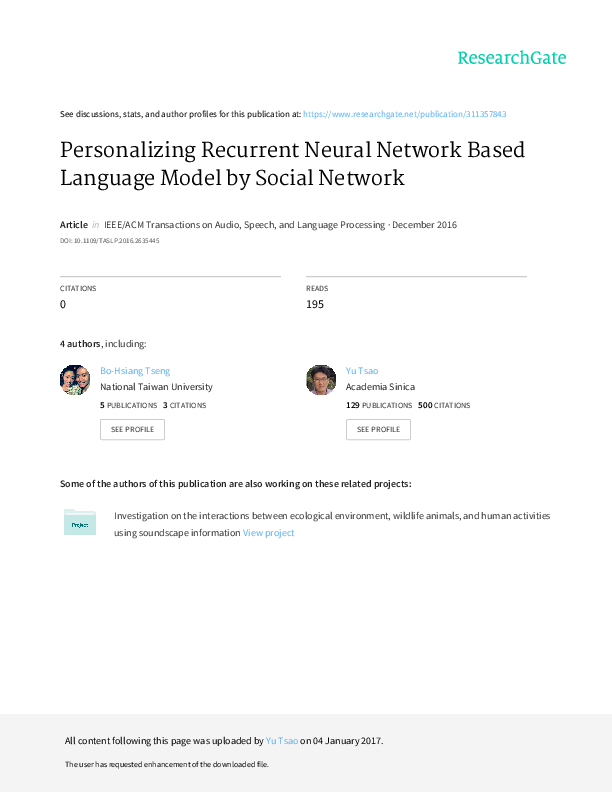 ResearchGate
See discussions, stats, and author profiles for this publication at: https://www.researchgate.net/publication/311357843
Personalizing Recurrent Neural Network Based
Language Model by Social Network
Article in IEEE/ACM Transactions on Audio, Speech, and Language Processing · December 2016
DOI: 10.1109/TASLP.2016.2635445
CITATIONS
0
READS
195
4 authors, including:
Bo-Hsiang Tseng
National Taiwan University
5 PUBLICATIONS 3 CITATIONS
SEE PROFILE
Yu Tsao
Academia Sinica
129 PUBLICATIONS 500 CITATIONS
SEE PROFILE
Some of the authors of this publication are also working on these related projects:
Project
Investigation on the interactions between ecological environment, wildlife animals, and human activities
using soundscape information View project
All content following this page was uploaded by Yu Tsao on 04 January 2017.
The user has requested enhancement of the downloaded file.